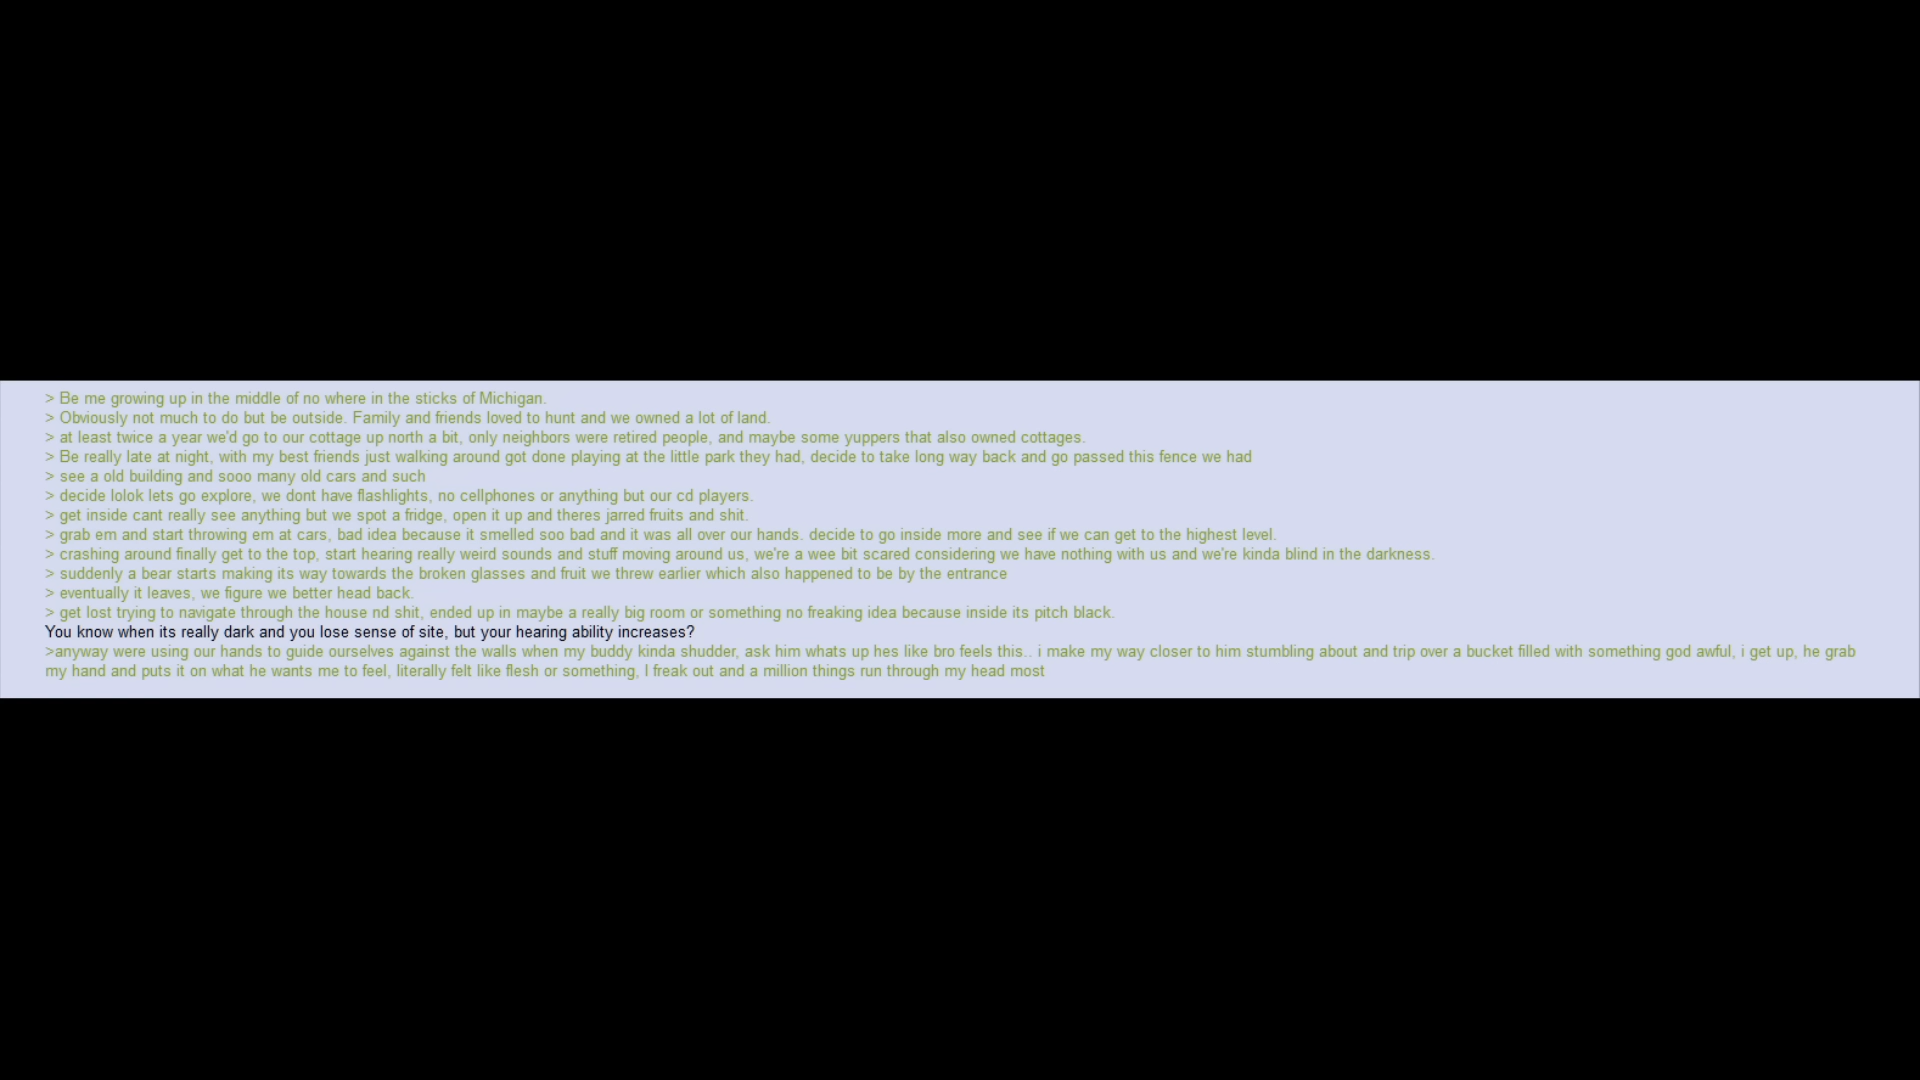 > Be me growing up in the middle of no where in the sticks of Michigan.
> Obviously not much to do but be outside. Family and friends loved to hunt and we owned a lot of land.
> at least twice a year we'd go to our cottage up north a bit, only neighbors were retired people, and maybe some yuppers that also owned cottages.
> Be really late at night, with my best friends just walking around got done playing at the little park they had, decide to take long way back and go passed this fence we had
> see a old building and sooo many old cars and such
> decide lolok lets go explore, we dont have flashlights, no cellphones or anything but our cd players.
> get inside cant really see anything but we spot a fridge, open it up and theres jarred fruits and shit.
> grab em and start throwing em at cars, bad idea because it smelled soo bad and it was all over our hands. decide to go inside more and see if we can get to the highest level.
> crashing around finally get to the top, start hearing really weird sounds and stuff moving around us, we're a wee bit scared considering we have nothing with us and we're kinda blind in the darkness.
> suddenly a bear starts making its way towards the broken glasses and fruit we threw earlier which also happened to be by the entrance
> eventually it leaves, we figure we better head back.
> get lost trying to navigate through the house nd shit, ended up in maybe a really big room or something no freaking idea because inside its pitch black.
You know when its really dark and you lose sense of site, but your hearing ability increases?
>anyway were using our hands to guide ourselves against the walls when my buddy kinda shudder, ask him whats up hes like bro feels this.. i make my way closer to him stumbling about and trip over a bucket filled with something god awful, i get up, he grab
my hand and puts it on what he wants me to feel, literally felt like flesh or something, I freak out and a million things run through my head most